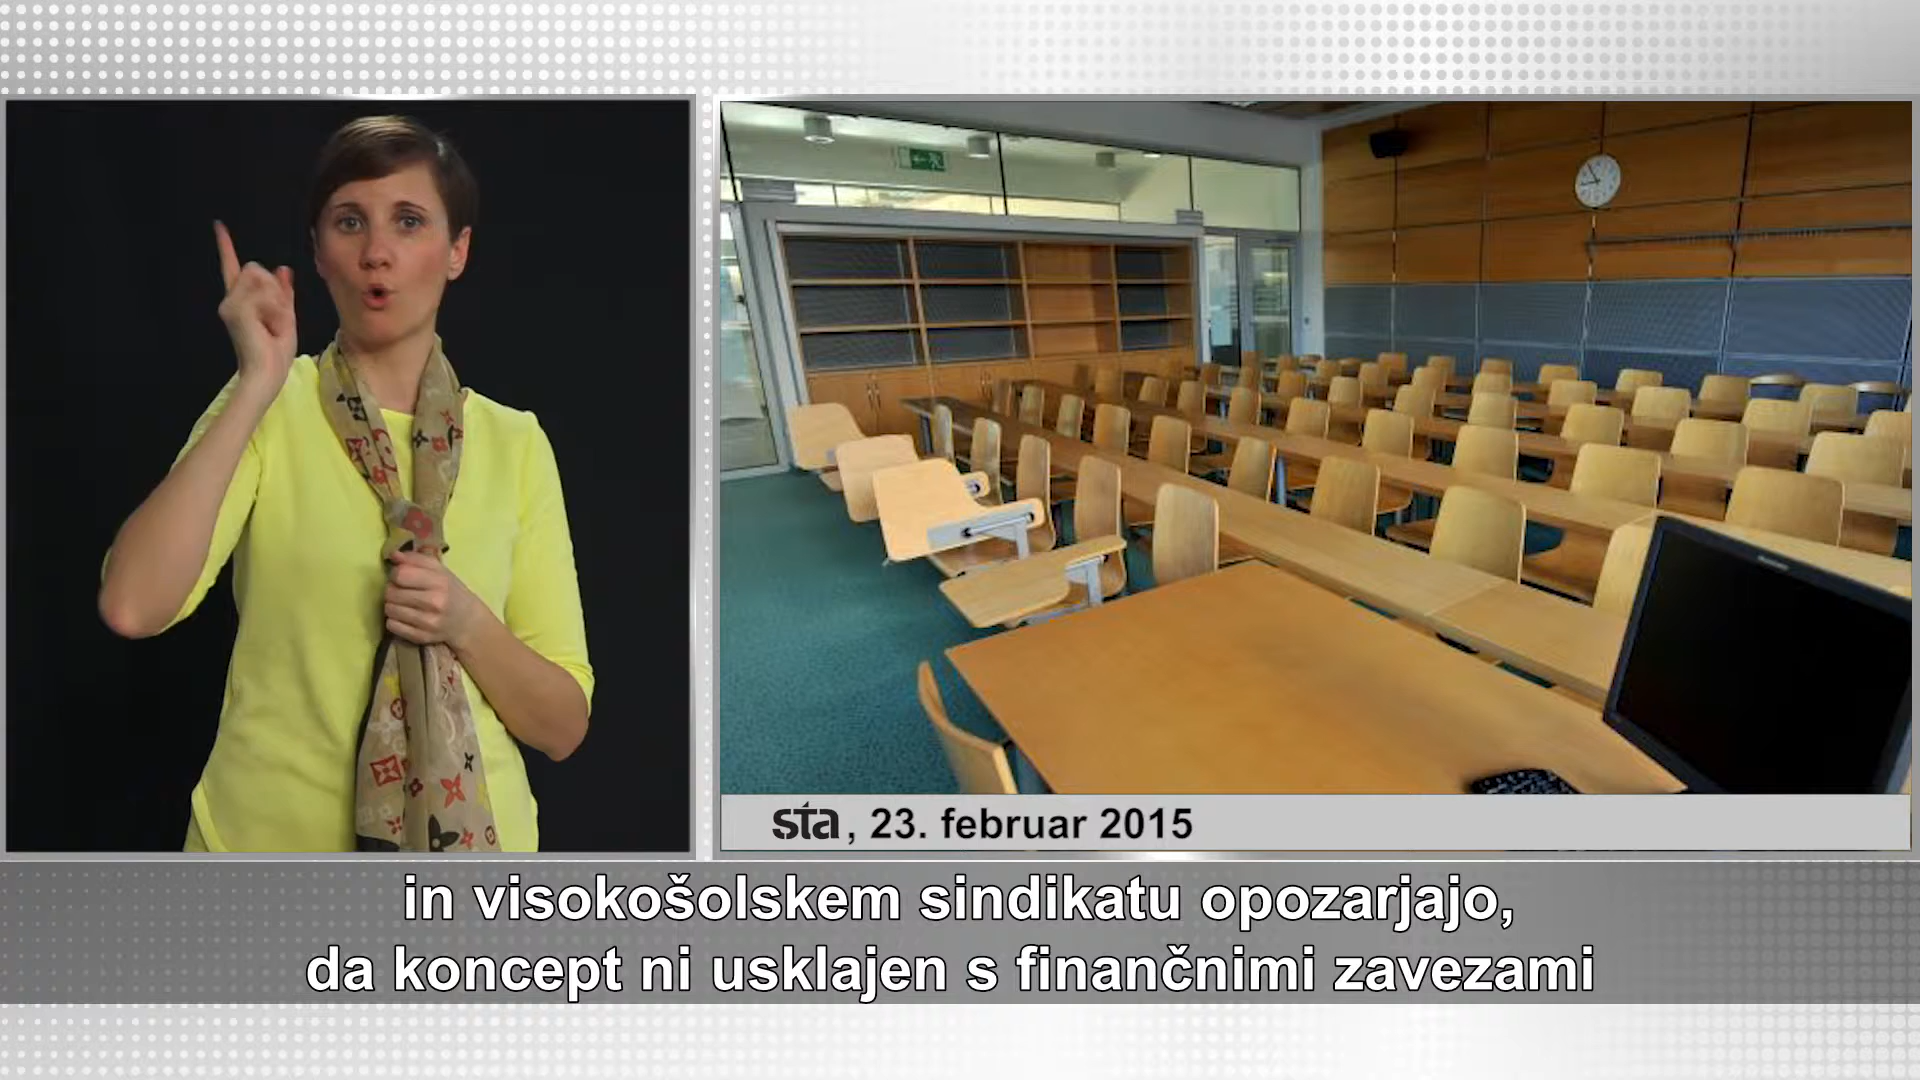 sta, 23. februar 2015
in visokošolskem sindikatu opozarjajo,
da koncept ni usklajen s finančnimi zavezami